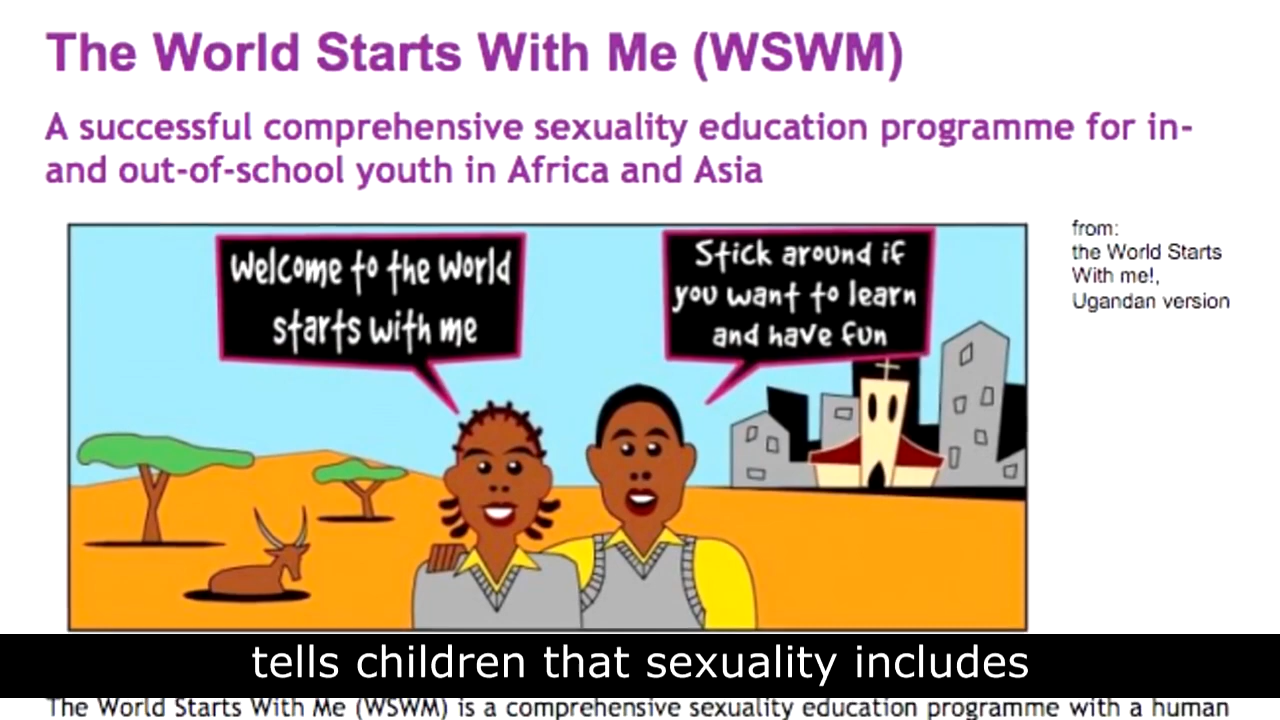 The World Starts With Me (WSWM)
A successful comprehensive sexuality education programme for in-
and out-of-school youth in Africa and Asia
Welcome to the World
starts with me
Stick around if
you want to learn
and have fun
from:
the World Starts
With me!,
Ugandan version
tells children that sexuality includes
The World Starts With Me (WSWM) is a comprehensive sexuality education programme with a human